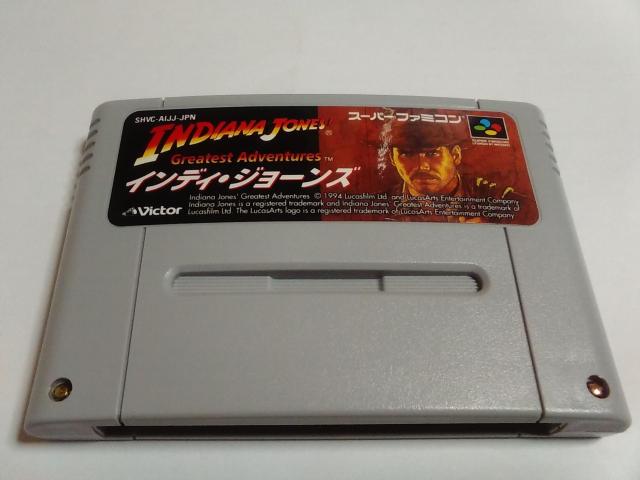 SHVC-AIJJ-JPN
スーパーファミコン
INDIANA JONES®
Greatest Adventures™
インディ・ジョーンズ
Victor
Indiana Jones' Greatest Adventures © 1994 Lucasfilm Ltd. and LucasArts Entertainment Company.
Indiana Jones is a registered trademark and Indiana Jones' Greatest Adventures is a trademark of
Lucasfilm Ltd. The LucasArts logo is a registered trademark of LucasArts Entertainment Company.